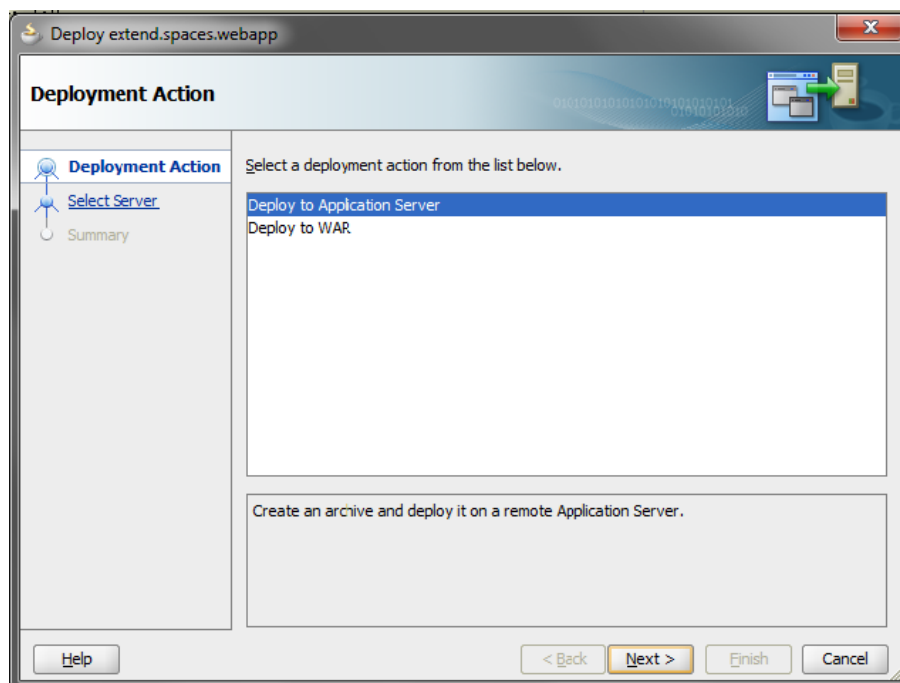 Deploy extend.spaces.webapp
x
Deployment Action
Deployment Action
Select Server
Summary
Select a deployment action from the list below.
Deploy to Application Server
Deploy to WAR
Create an archive and deploy it on a remote Application Server.
Help
< Back
Next >
Finish
Cancel